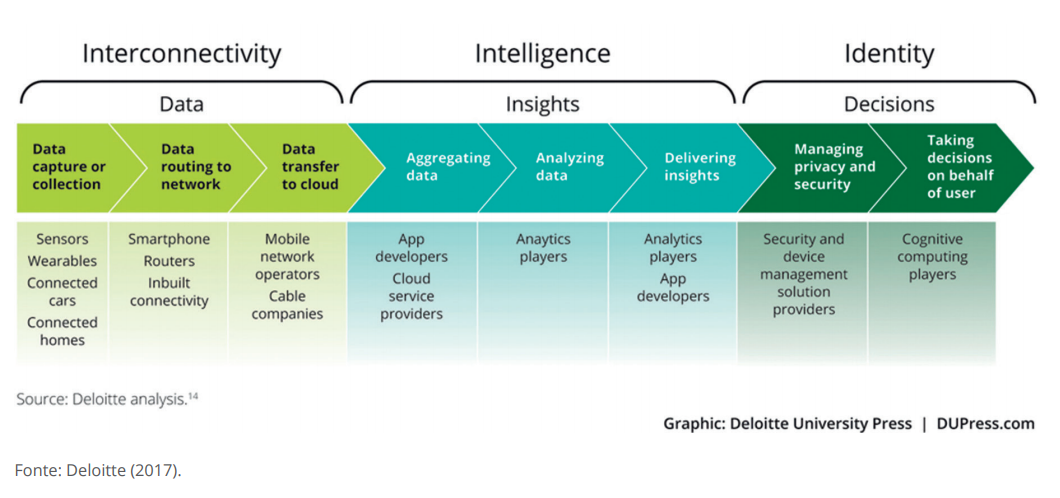 Interconnectivity
Intelligence
Identity
Data
Insights
Decisions
Data
capture or
collection
Data
routing to
network
Data
transfer
to cloud
Aggregating
data
Analyzing
data
Delivering
insights
Managing
privacy and
security
Taking
decisions
on behalf
of user
Sensors
Wearables
Connected
cars
Connected
homes
Smartphone
Routers
Inbuilt
connectivity
Mobile
network
operators
Cable
companies
App
developers
Cloud
service
providers
Anaytics
players
Analytics
players
App
developers
Security and
device
management
solution
providers
Cognitive
computing
players
Source: Deloitte analysis.¹⁴
Graphic: Deloitte University Press | DUPress.com
Fonte: Deloitte (2017).